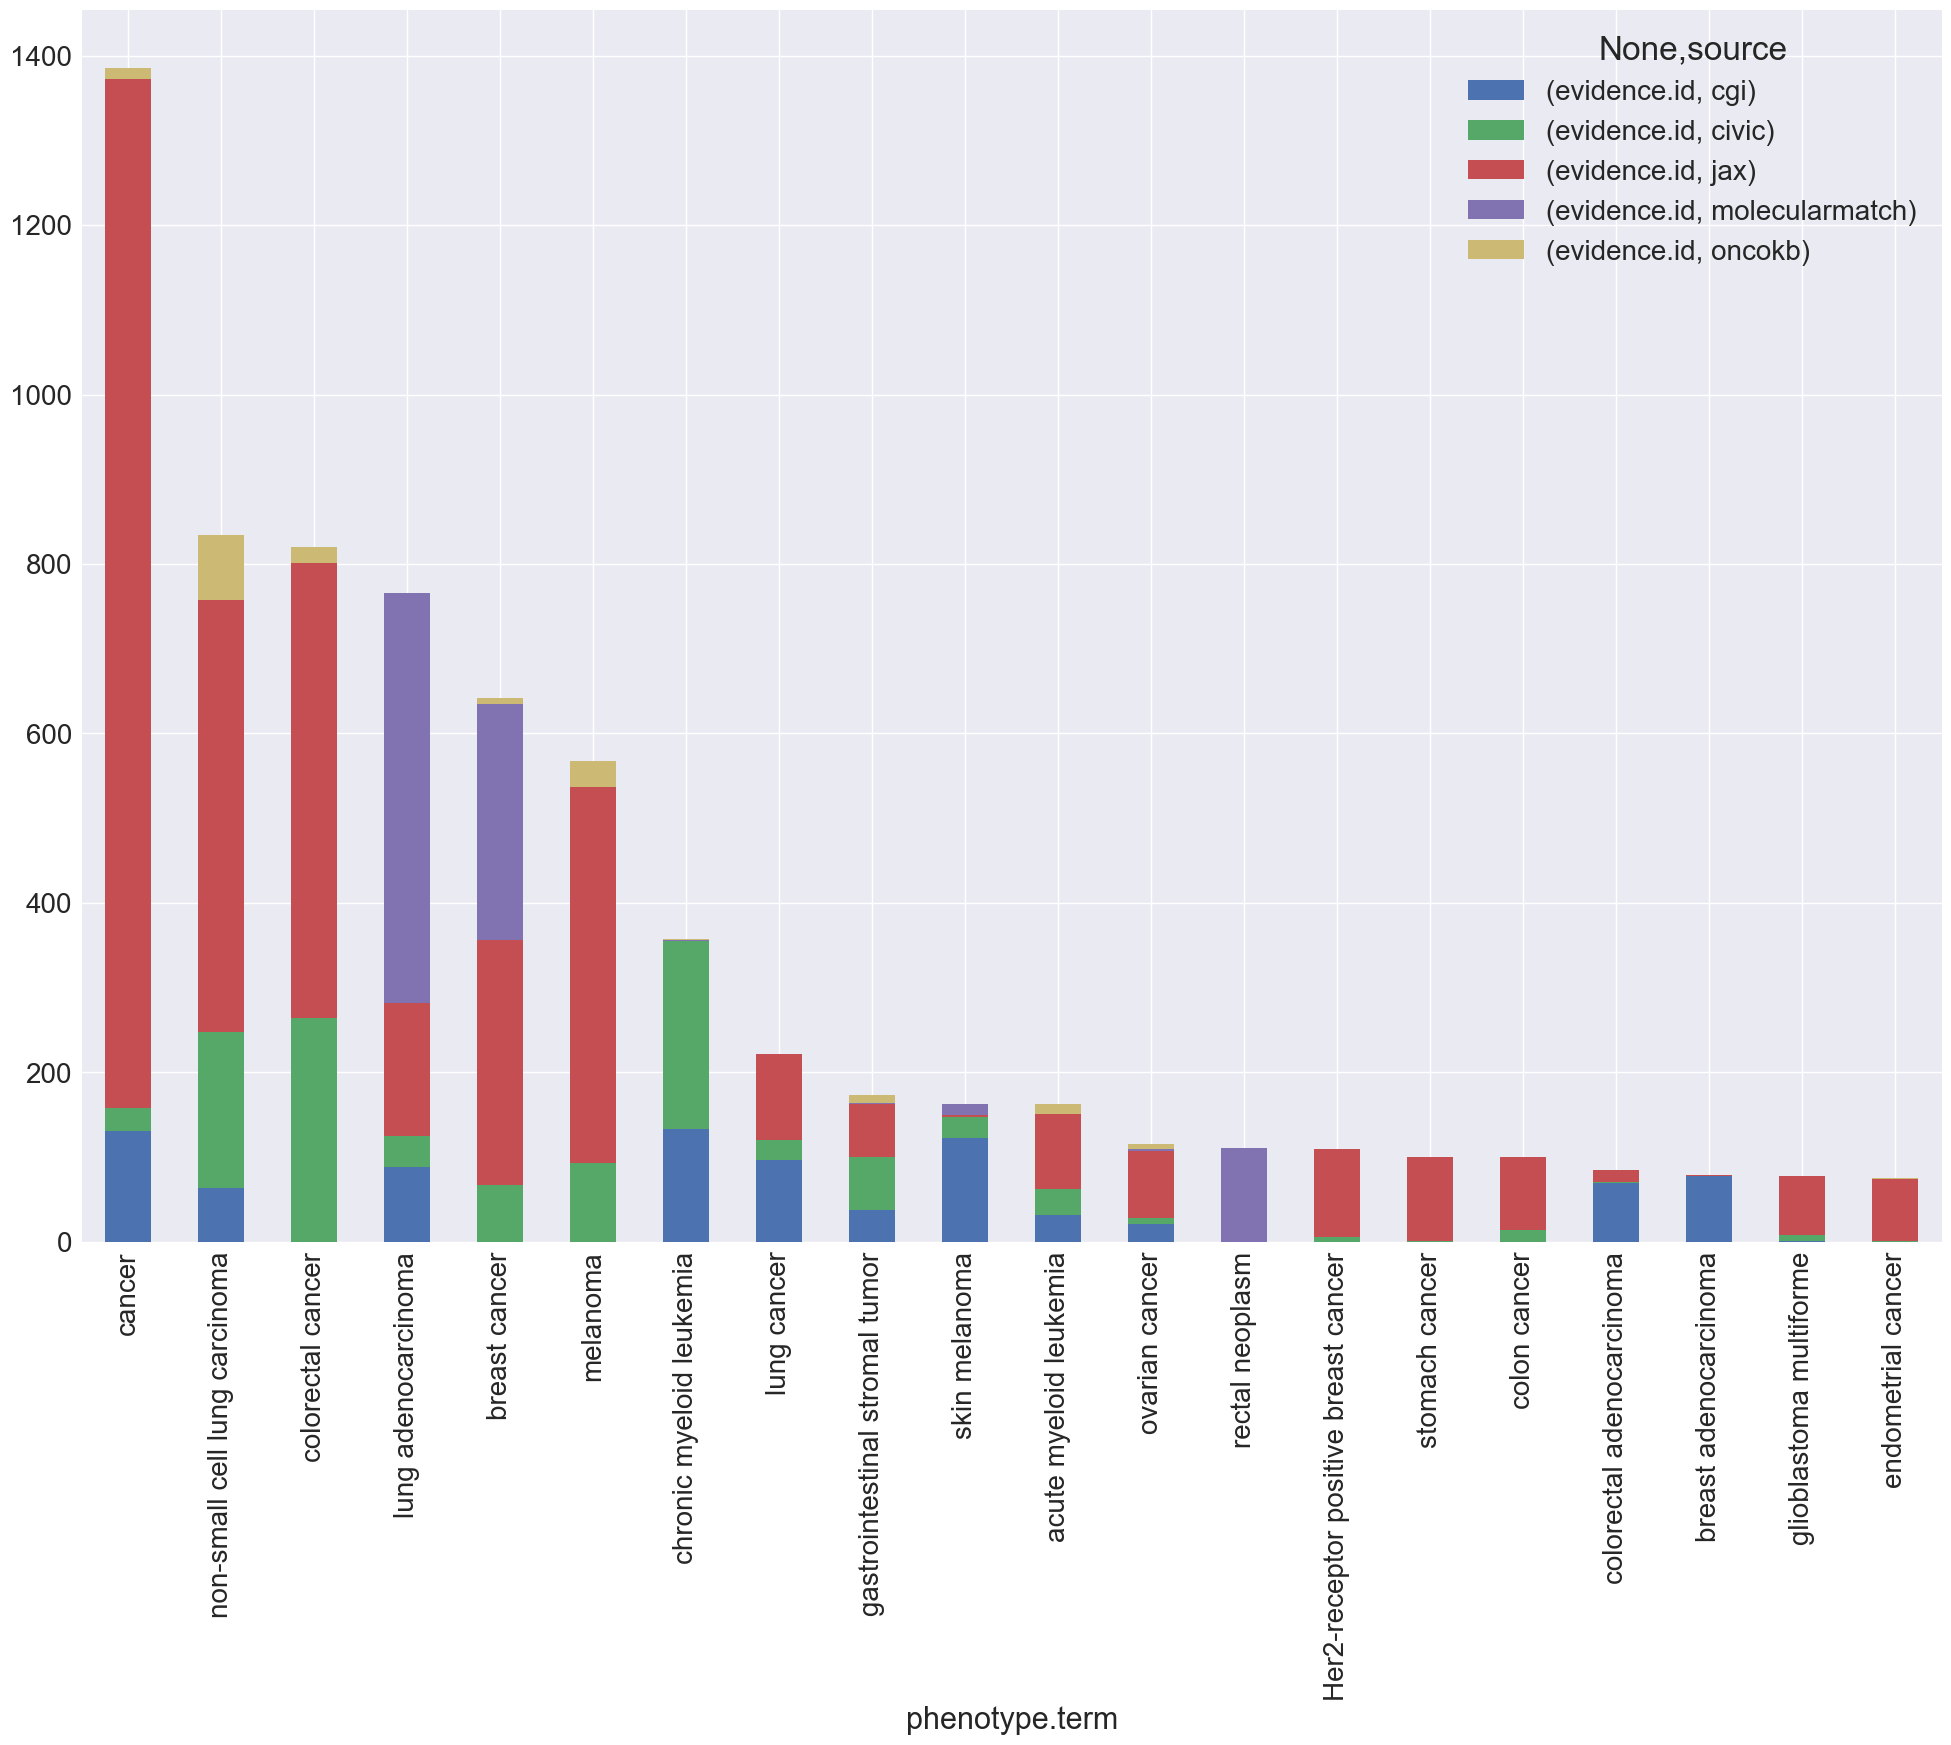 None,source
(evidence.id, cgi)
(evidence.id, civic)
(evidence.id, jax)
(evidence.id, molecularmatch)
(evidence.id, oncokb)
1400
1200
1000
800
600
400
200
0
cancer
non-small cell lung carcinoma
colorectal cancer
lung adenocarcinoma
breast cancer
melanoma
chronic myeloid leukemia
lung cancer
gastrointestinal stromal tumor
skin melanoma
acute myeloid leukemia
ovarian cancer
rectal neoplasm
Her2-receptor positive breast cancer
stomach cancer
colon cancer
colorectal adenocarcinoma
breast adenocarcinoma
glioblastoma multiforme
endometrial cancer
phenotype.term